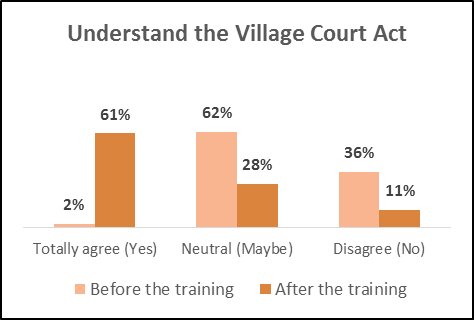 Understand the Village Court Act
2% 61% 62% 28% 36% 11%
Totally agree (Yes) Neutral (Maybe) Disagree (No)
Before the training After the training